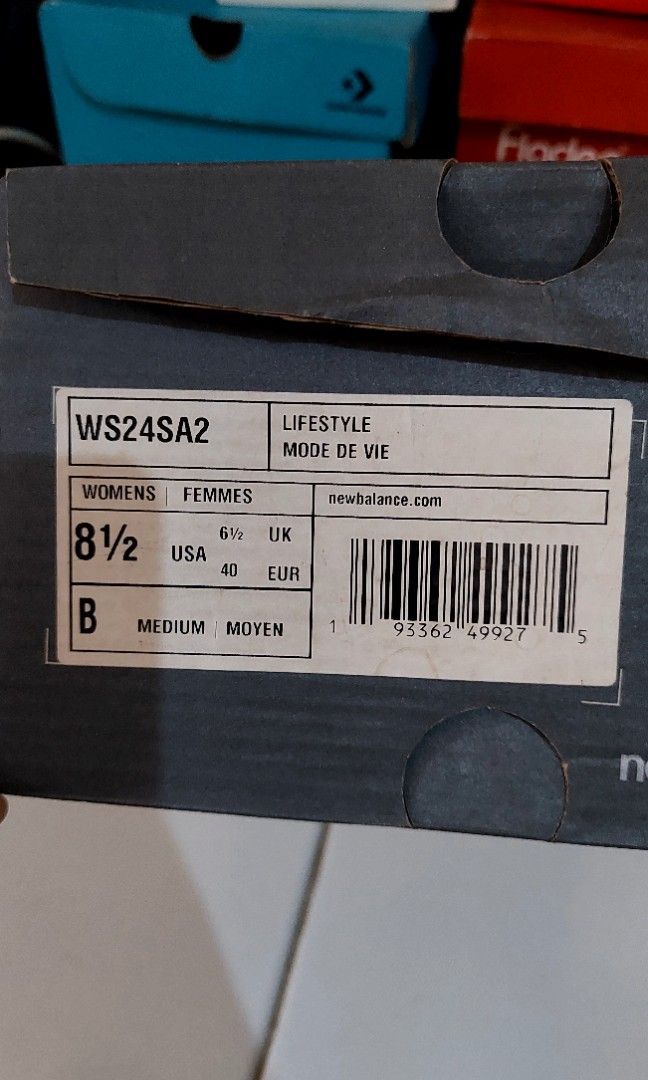 WS24SA2
LIFESTYLE
MODE DE VIE
WOMENS | FEMMES
newbalance.com
8½ USA
6½ UK
40 EUR
B MEDIUM | MOYEN
1 93362 49927 5